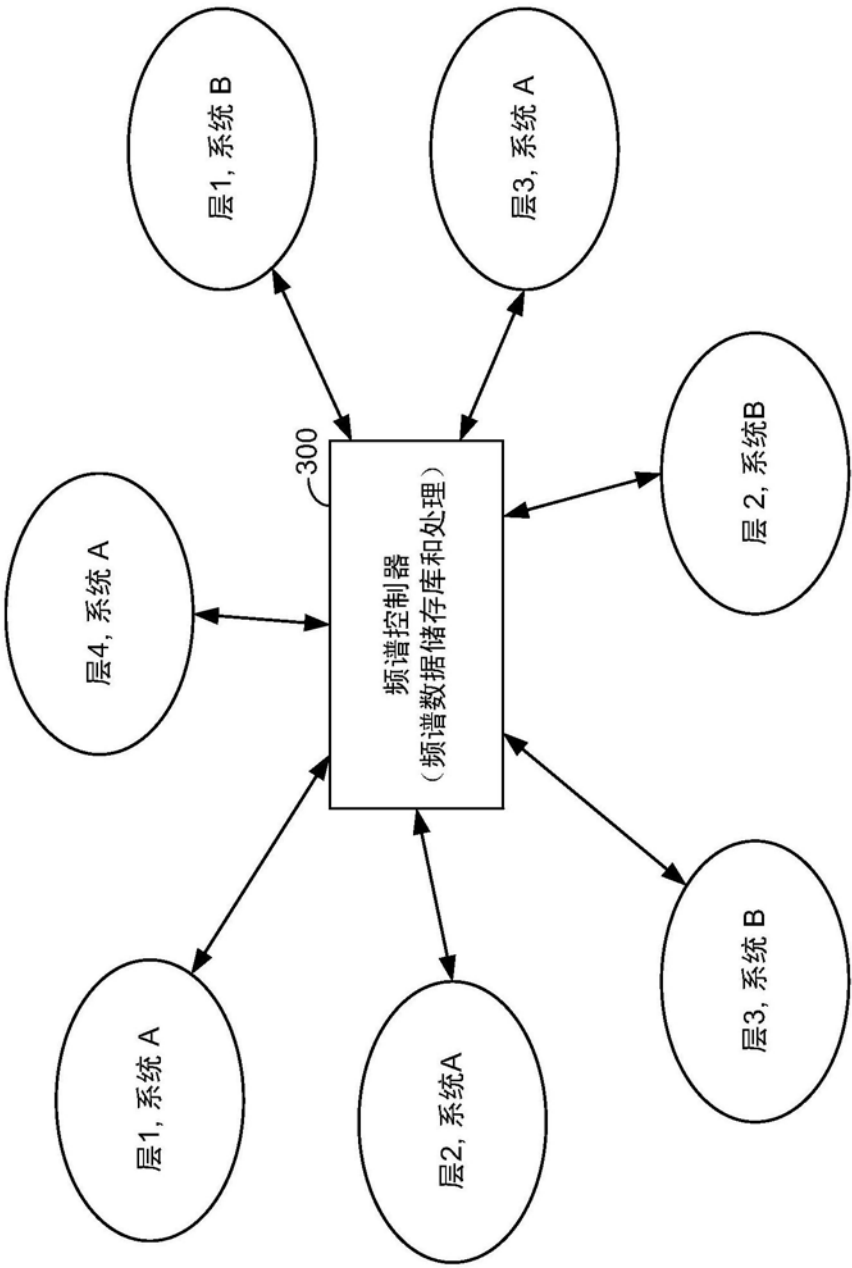 层1, 系统 A
层4, 系统 A
层1, 系统 B
300
频谱控制器
（频谱数据储存库和处理）
层2, 系统A
层3, 系统 A
层3, 系统 B
层 2, 系统B